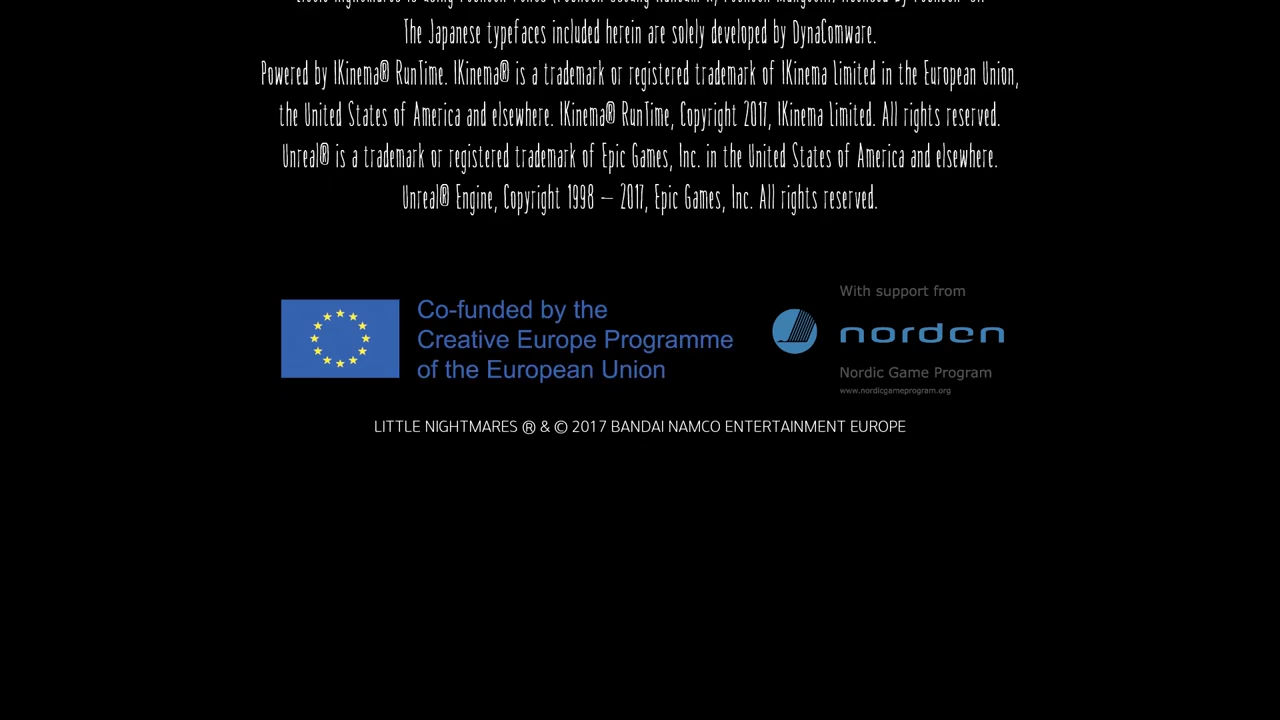 The Japanese typefaces included herein are solely developed by DynaComware.
Powered by IKinema® RunTime. IKinema® is a trademark or registered trademark of IKinema Limited in the European Union,
the United States of America and elsewhere. IKinema® RunTime, Copyright 2017, IKinema Limited. All rights reserved.
Unreal® is a trademark or registered trademark of Epic Games, Inc. in the United States of America and elsewhere.
Unreal® Engine, Copyright 1998 – 2017, Epic Games, Inc. All rights reserved.
Co-funded by the
Creative Europe Programme
of the European Union
With support from
norden
Nordic Game Program
www.nordicgameprogram.org
LITTLE NIGHTMARES ® & © 2017 BANDAI NAMCO ENTERTAINMENT EUROPE